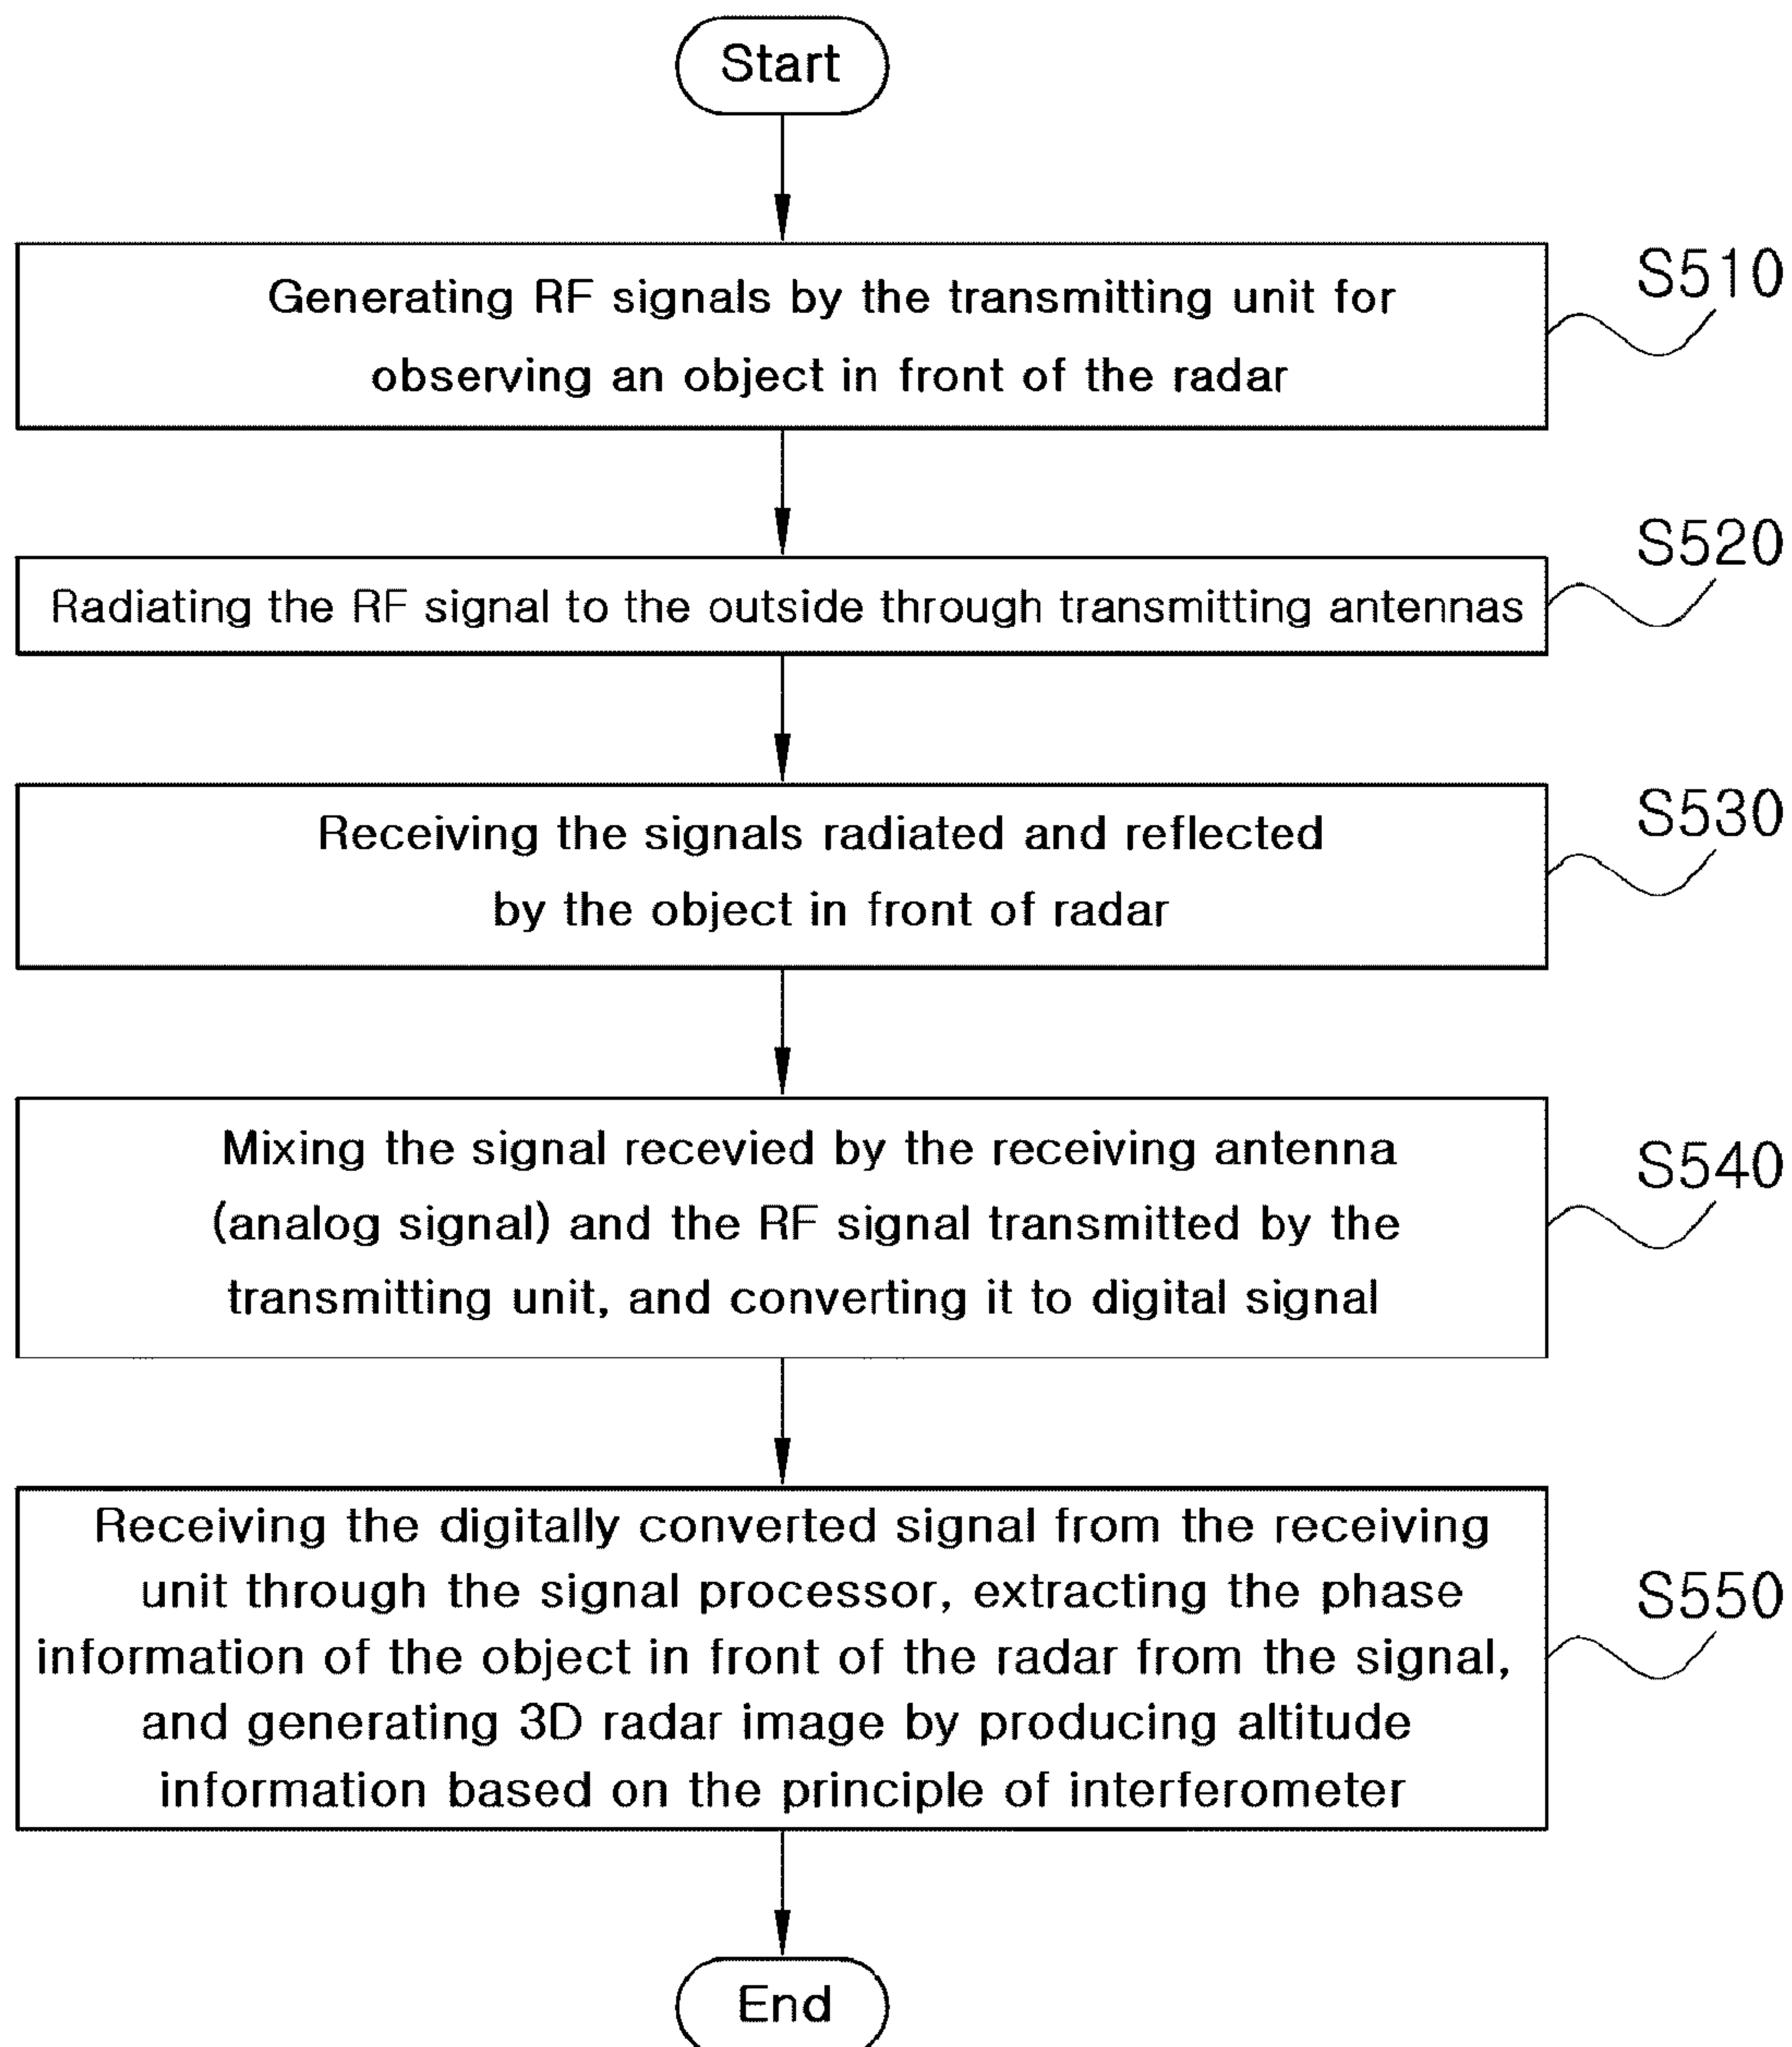 Start
Generating RF signals by the transmitting unit for
observing an object in front of the radar
S510
Radiating the RF signal to the outside through transmitting antennas
S520
Receiving the signals radiated and reflected
by the object in front of radar
S530
Mixing the signal recevied by the receiving antenna
(analog signal) and the RF signal transmitted by the
transmitting unit, and converting it to digital signal
S540
Receiving the digitally converted signal from the receiving
unit through the signal processor, extracting the phase
information of the object in front of the radar from the signal,
and generating 3D radar image by producing altitude
information based on the principle of interferometer
S550
End